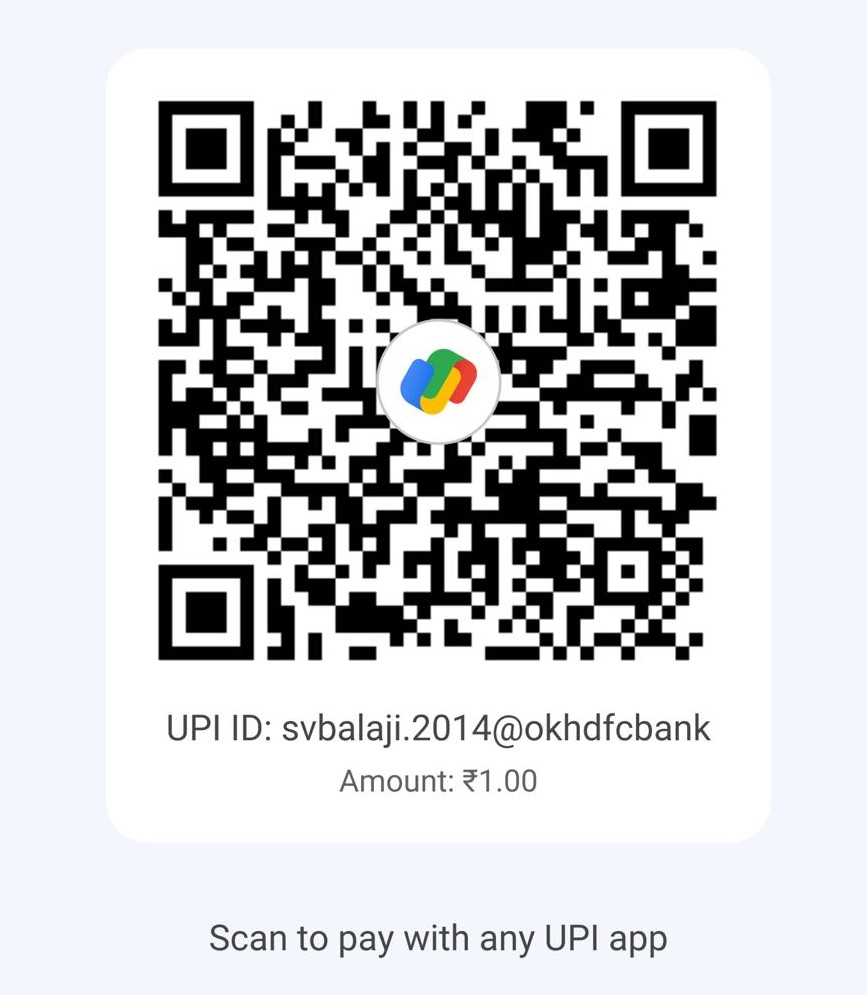 UPI ID: svbalaji.2014@okhdfcbank
Amount: ₹1.00
Scan to pay with any UPI app